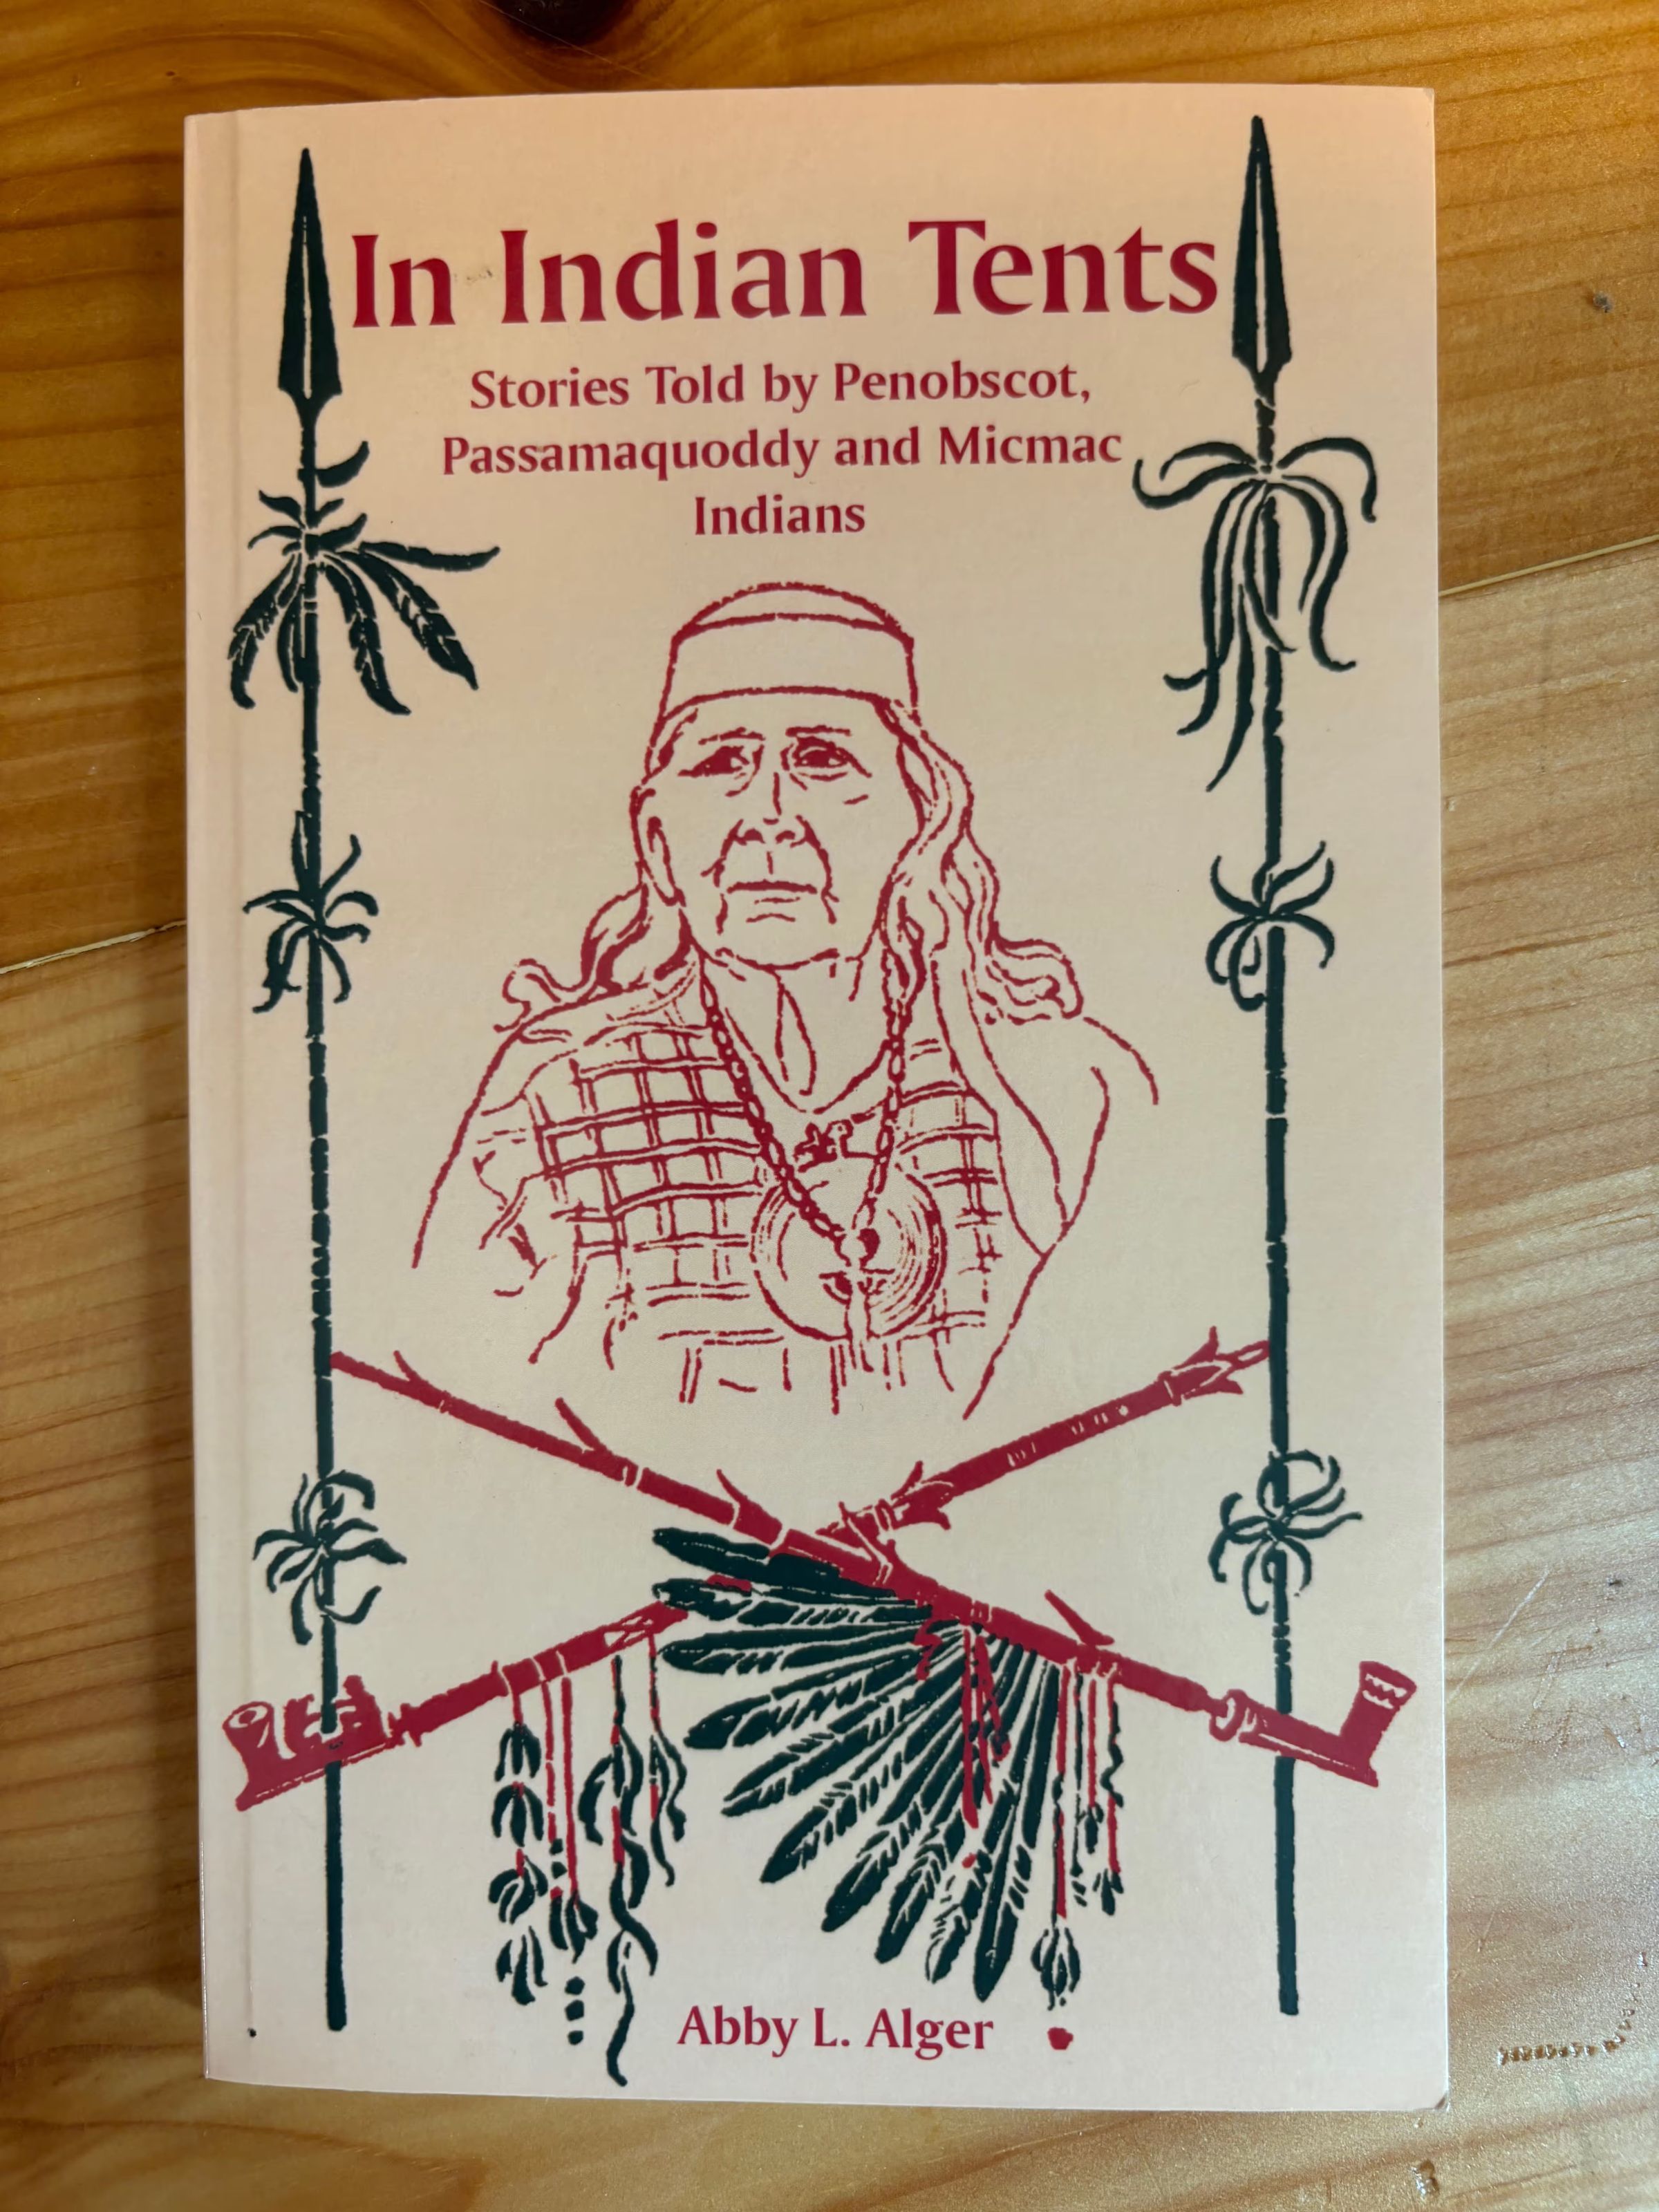 In Indian Tents
Stories Told by Penobscot,
Passamaquoddy and Micmac
Indians
Abby L. Alger